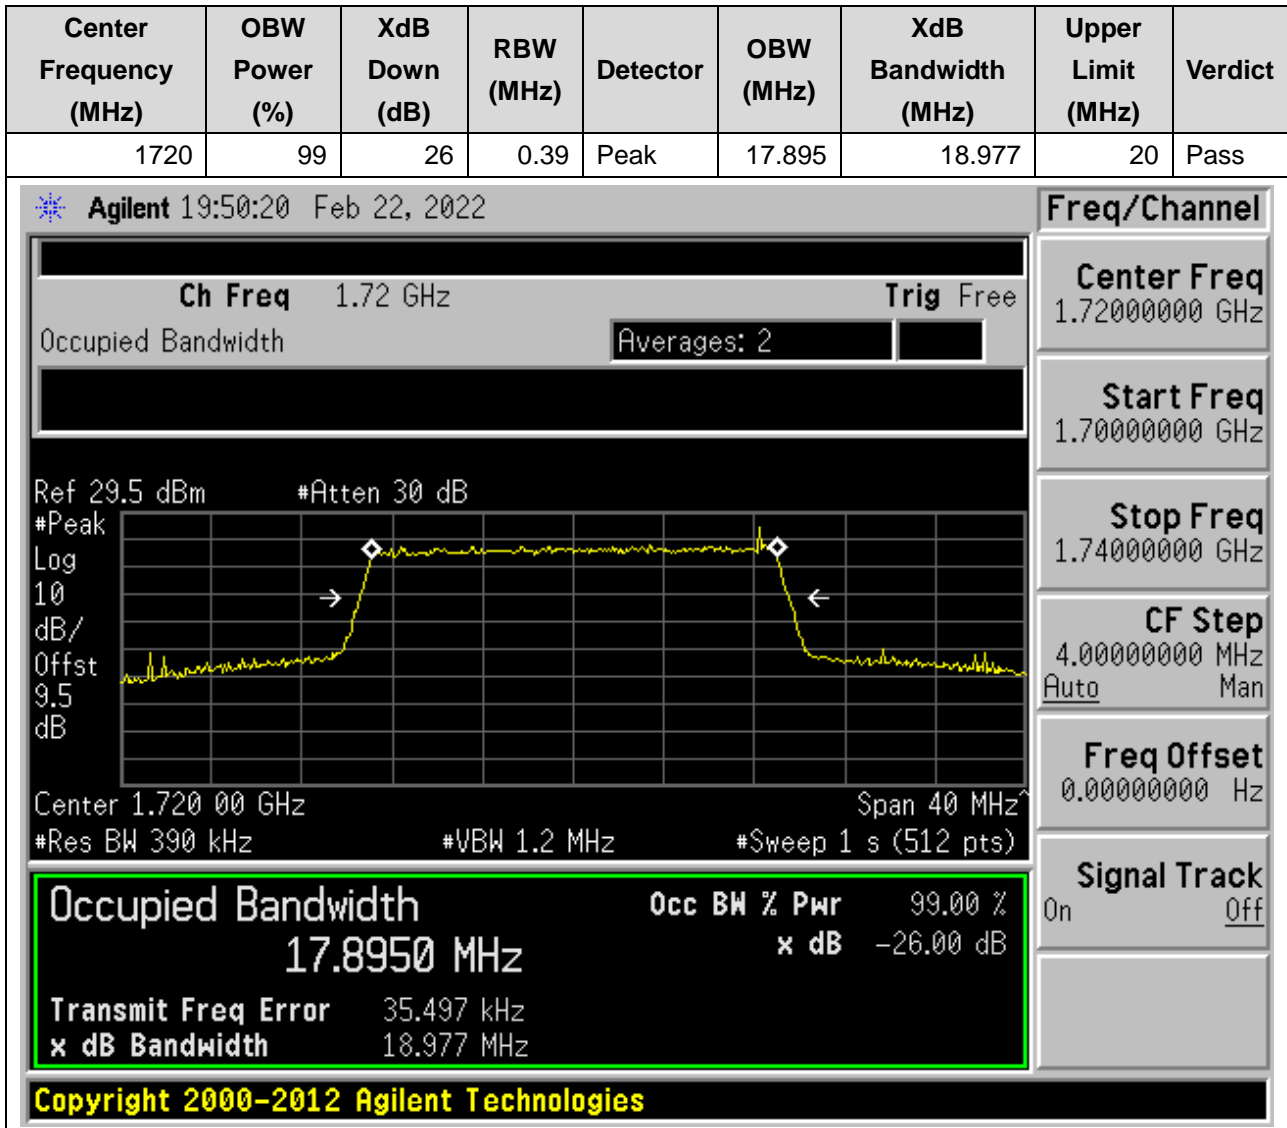 Center Frequency (MHz) OBW Power (%) XdB Down (dB) RBW (MHz) Detector OBW (MHz) XdB Bandwidth (MHz) Upper Limit (MHz) Verdict
1720 99 26 0.39 Peak 17.895 18.977 20 Pass
Agilent 19:50:20 Feb 22, 2022 Freq/Channel
Ch Freq 1.72 GHz Trig Free
Occupied Bandwidth Averages: 2
Center Freq
1.72000000 GHz
Start Freq
1.70000000 GHz
Stop Freq
1.74000000 GHz
CF Step
4.00000000 MHz
Auto Man
Freq Offset
0.00000000 Hz
Signal Track
On Off
Ref 29.5 dBm #Atten 30 dB
#Peak
Log
10
dB/
Offst
9.5
dB
Center 1.720 00 GHz Span 40 MHz^
#Res BW 390 kHz #VBW 1.2 MHz #Sweep 1 s (512 pts)
Occupied Bandwidth Occ BW % Pwr 99.00 %
17.8950 MHz x dB -26.00 dB
Transmit Freq Error 35.497 kHz
x dB Bandwidth 18.977 MHz
Copyright 2000-2012 Agilent Technologies